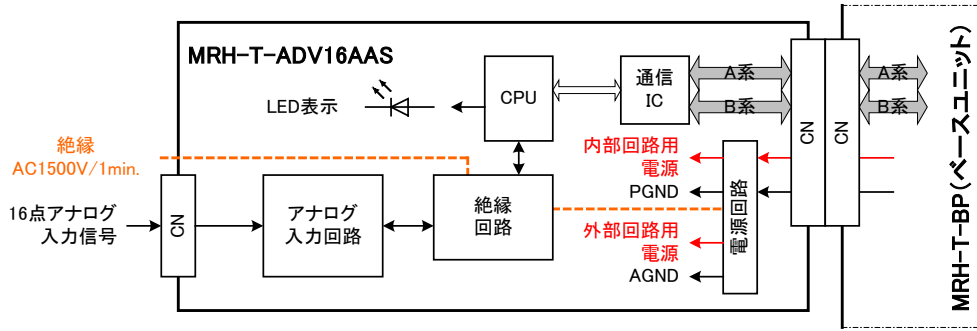 MRH-T-ADV16AAS
LED表示
CPU
通信
IC
A系
B系
CN
CN
A系
B系
MRH-T-BP(ベースユニット)
絶縁
AC1500V/1min.
16点アナログ
入力信号
CN
アナログ
入力回路
絶縁
回路
内部回路用
電源
PGND
外部回路用
電源
AGND
電源回路